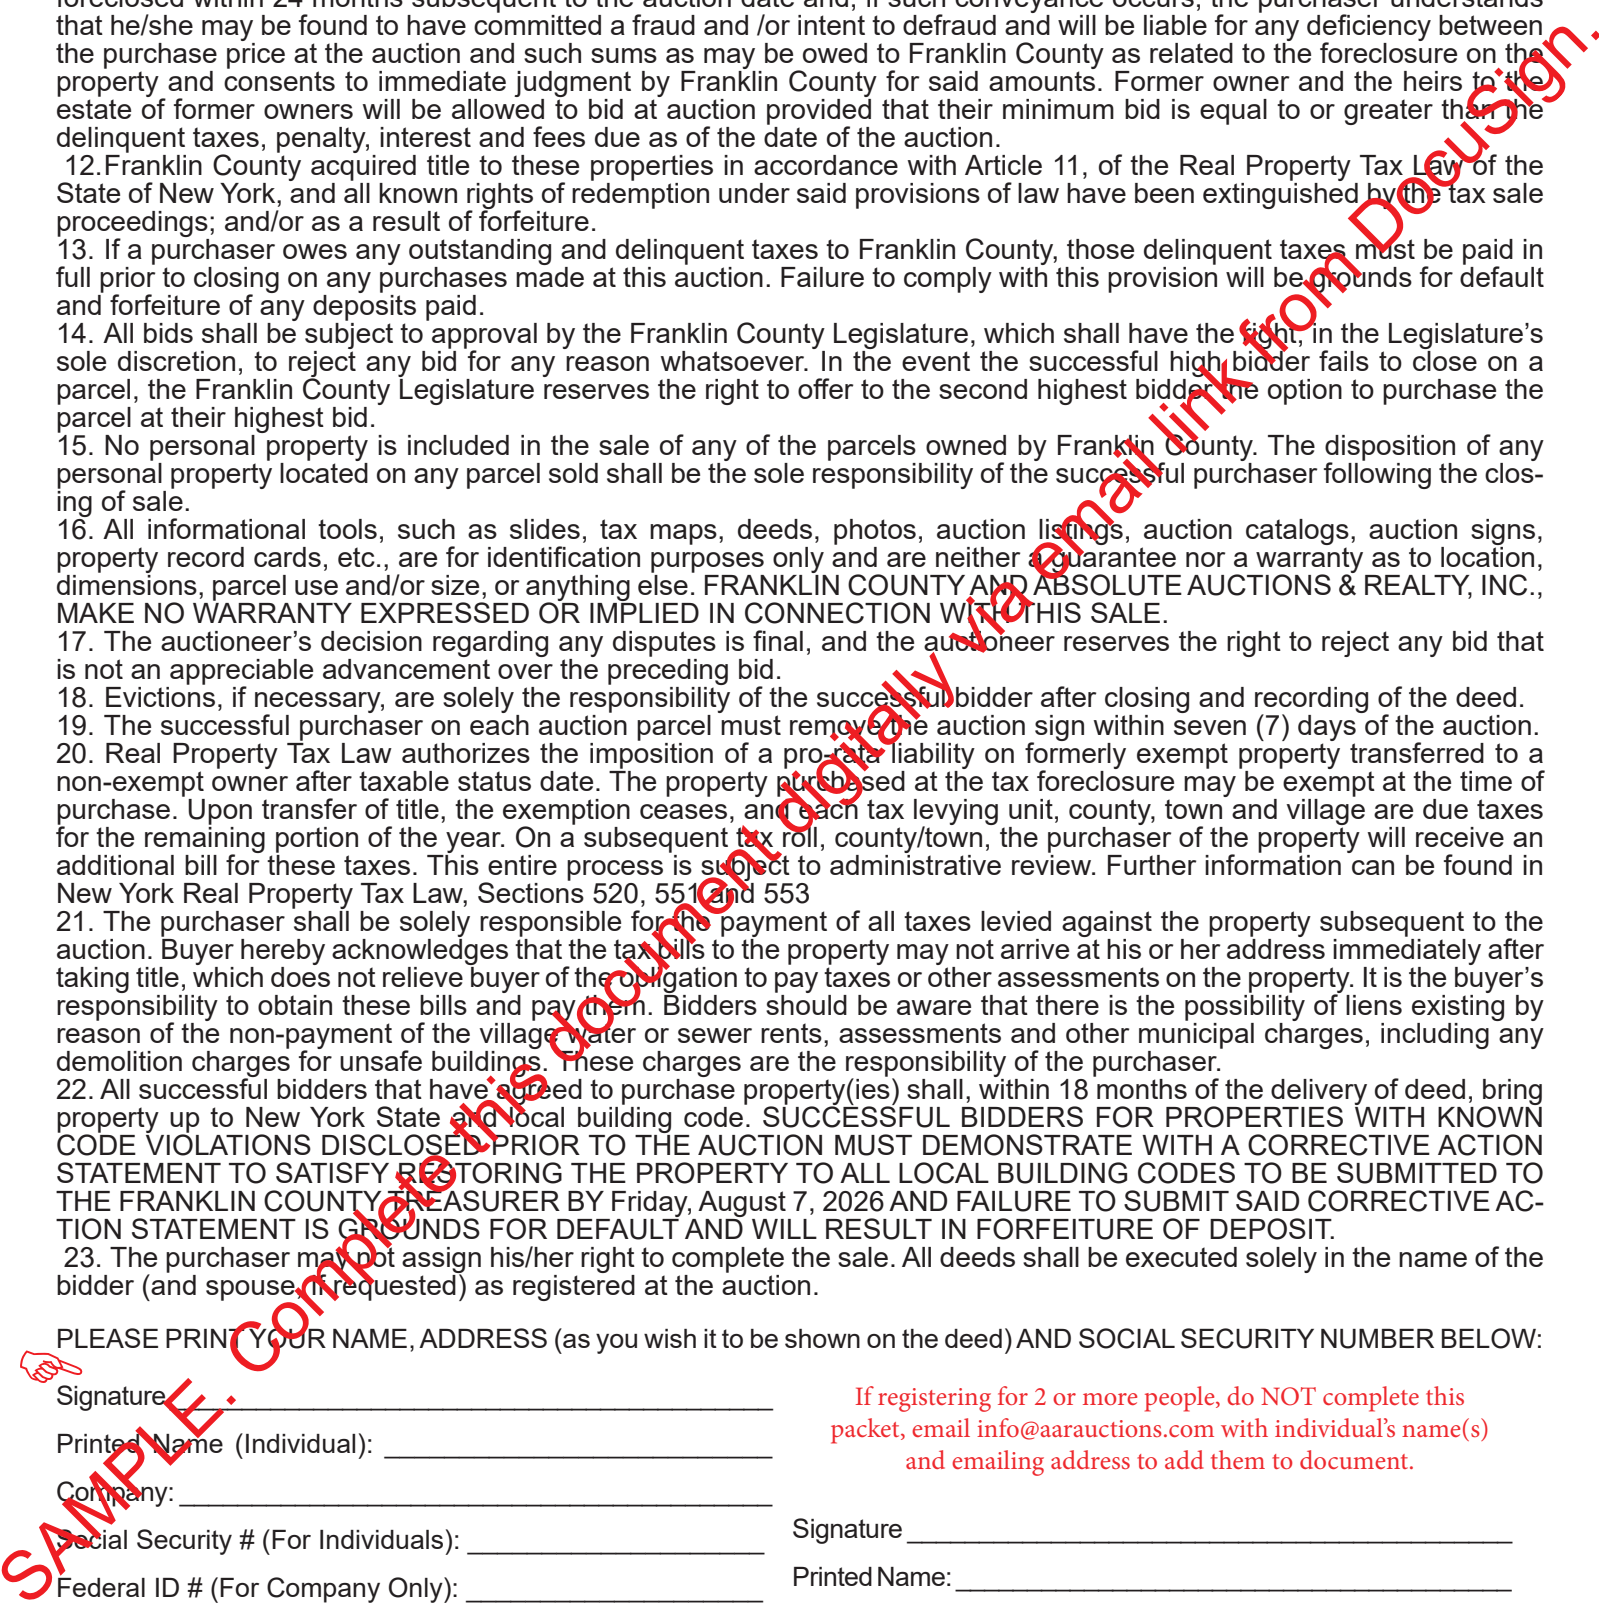 foreclosed within 24 months subsequent to the auction date and, if such conveyance occurs, the purchaser understands
that he/she may be found to have committed a fraud and /or intent to defraud and will be liable for any deficiency between
the purchase price at the auction and such sums as may be owed to Franklin County as related to the foreclosure on the
property and consents to immediate judgment by Franklin County for said amounts. Former owner and the heirs to the
estate of former owners will be allowed to bid at auction provided that their minimum bid is equal to or greater than the
delinquent taxes, penalty, interest and fees due as of the date of the auction.
12.Franklin County acquired title to these properties in accordance with Article 11, of the Real Property Tax Law of the
State of New York, and all known rights of redemption under said provisions of law have been extinguished by the tax sale
proceedings; and/or as a result of forfeiture.
13. If a purchaser owes any outstanding and delinquent taxes to Franklin County, those delinquent taxes must be paid in
full prior to closing on any purchases made at this auction. Failure to comply with this provision will be grounds for default
and forfeiture of any deposits paid.
14. All bids shall be subject to approval by the Franklin County Legislature, which shall have the right, in the Legislature’s
sole discretion, to reject any bid for any reason whatsoever. In the event the successful high bidder fails to close on a
parcel, the Franklin County Legislature reserves the right to offer to the second highest bidder the option to purchase the
parcel at their highest bid.
15. No personal property is included in the sale of any of the parcels owned by Franklin County. The disposition of any
personal property located on any parcel sold shall be the sole responsibility of the successful purchaser following the clos-
ing of sale.
16. All informational tools, such as slides, tax maps, deeds, photos, auction listings, auction catalogs, auction signs,
property record cards, etc., are for identification purposes only and are neither a guarantee nor a warranty as to location,
dimensions, parcel use and/or size, or anything else. FRANKLIN COUNTY AND ABSOLUTE AUCTIONS & REALTY, INC.,
MAKE NO WARRANTY EXPRESSED OR IMPLIED IN CONNECTION WITH THIS SALE.
17. The auctioneer’s decision regarding any disputes is final, and the auctioneer reserves the right to reject any bid that
is not an appreciable advancement over the preceding bid.
18. Evictions, if necessary, are solely the responsibility of the successful bidder after closing and recording of the deed.
19. The successful purchaser on each auction parcel must remove the auction sign within seven (7) days of the auction.
20. Real Property Tax Law authorizes the imposition of a pro-rata liability on formerly exempt property transferred to a
non-exempt owner after taxable status date. The property purchased at the tax foreclosure may be exempt at the time of
purchase. Upon transfer of title, the exemption ceases, and each tax levying unit, county, town and village are due taxes
for the remaining portion of the year. On a subsequent tax roll, county/town, the purchaser of the property will receive an
additional bill for these taxes. This entire process is subject to administrative review. Further information can be found in
New York Real Property Tax Law, Sections 520, 551 and 553
21. The purchaser shall be solely responsible for the payment of all taxes levied against the property subsequent to the
auction. Buyer hereby acknowledges that the tax bills to the property may not arrive at his or her address immediately after
taking title, which does not relieve buyer of the obligation to pay taxes or other assessments on the property. It is the buyer’s
responsibility to obtain these bills and pay them. Bidders should be aware that there is the possibility of liens existing by
reason of the non-payment of the village water or sewer rents, assessments and other municipal charges, including any
demolition charges for unsafe buildings. These charges are the responsibility of the purchaser.
22. All successful bidders that have agreed to purchase property(ies) shall, within 18 months of the delivery of deed, bring
property up to New York State and local building code. SUCCESSFUL BIDDERS FOR PROPERTIES WITH KNOWN
CODE VIOLATIONS DISCLOSED PRIOR TO THE AUCTION MUST DEMONSTRATE WITH A CORRECTIVE ACTION
STATEMENT TO SATISFY RESTORING THE PROPERTY TO ALL LOCAL BUILDING CODES TO BE SUBMITTED TO
THE FRANKLIN COUNTY TREASURER BY Friday, August 7, 2026 AND FAILURE TO SUBMIT SAID CORRECTIVE AC-
TION STATEMENT IS GROUNDS FOR DEFAULT AND WILL RESULT IN FORFEITURE OF DEPOSIT.
23. The purchaser may not assign his/her right to complete the sale. All deeds shall be executed solely in the name of the
bidder (and spouse, if requested) as registered at the auction.
PLEASE PRINT YOUR NAME, ADDRESS (as you wish it to be shown on the deed) AND SOCIAL SECURITY NUMBER BELOW:
Signature
Printed Name (Individual):
Company:
Social Security # (For Individuals):
Federal ID # (For Company Only):
If registering for 2 or more people, do NOT complete this
packet, email info@aarauctions.com with individual’s name(s)
and emailing address to add them to document.
Signature
Printed Name:
SAMPLE. Complete this document digitally via email link from DocuSign.